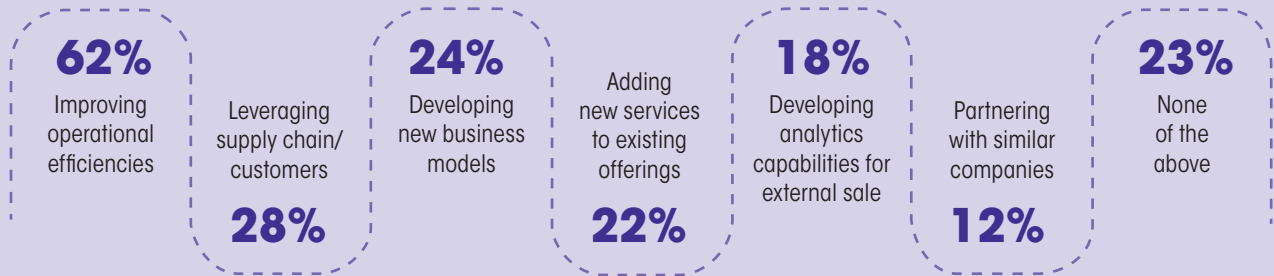 62%
Improving
operational
efficiencies
Leveraging
supply chain/
customers
28%
24%
Developing
new business
models
Adding
new services
to existing
offerings
22%
18%
Developing
analytics
capabilities for
external sale
Partnering
with similar
companies
12%
23%
None
of the
above